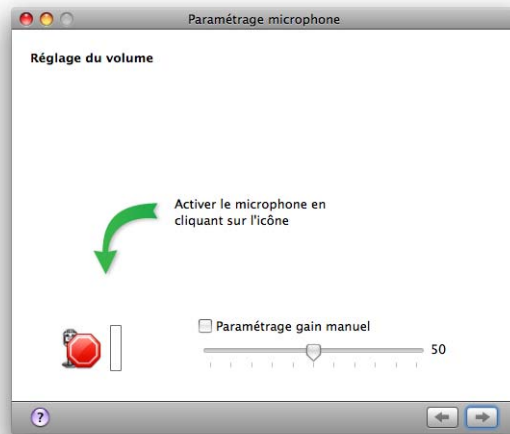 Paramétrage microphone
Réglage du volume
Activer le microphone en
cliquant sur l'icône
Paramétrage gain manuel
50
?